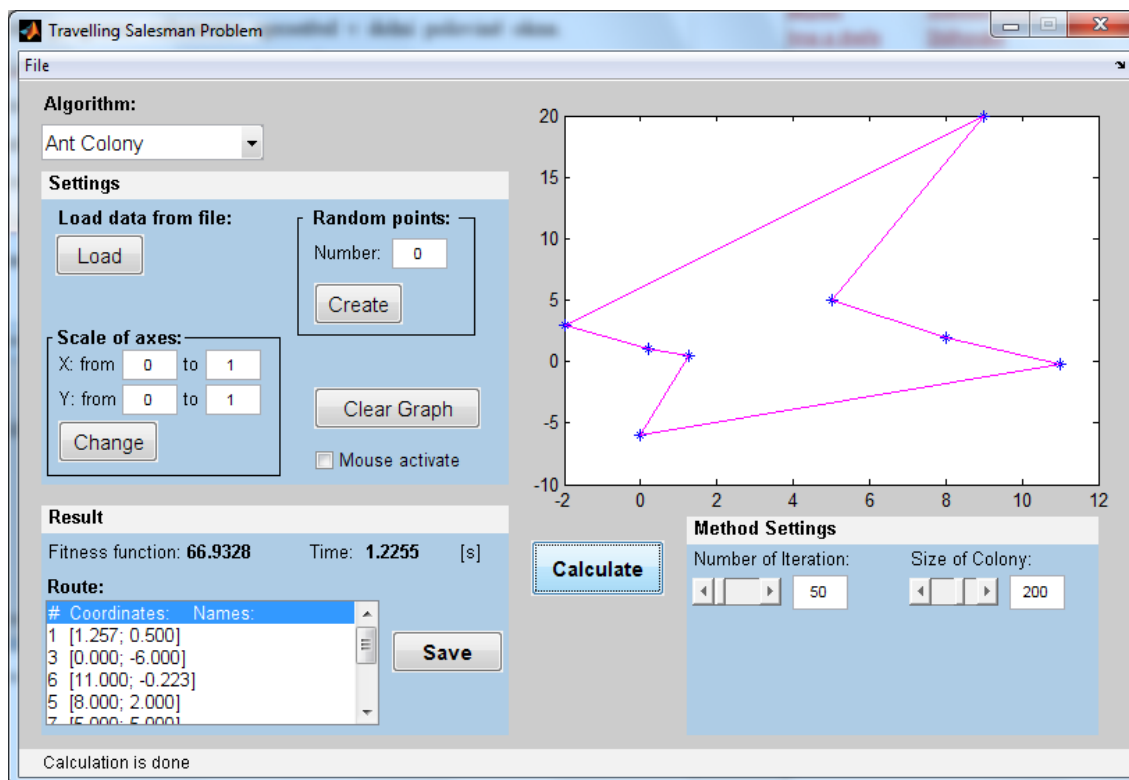 Travelling Salesman Problem
File
Algorithm:
Ant Colony
Settings
Load data from file:
Load
Random points:
Number: 0
Create
Scale of axes:
X: from 0 to 1
Y: from 0 to 1
Change
Clear Graph
Mouse activate
Result
Fitness function: 66.9328 Time: 1.2255 [s]
Route:
# Coordinates: Names:
1 [1.257; 0.500]
3 [0.000; -6.000]
6 [11.000; -0.223]
5 [8.000; 2.000]
7 [5.000; 5.000]
Save
20
15
10
5
0
-5
-10
-2 0 2 4 6 8 10 12
Calculate
Method Settings
Number of Iteration: Size of Colony:
50 200
Calculation is done